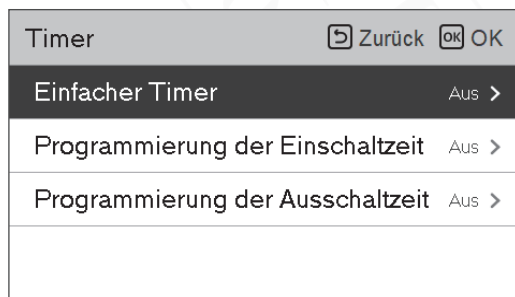 Timer Zurück OK OK
Einfacher Timer Aus
Programmierung der Einschaltzeit Aus
Programmierung der Ausschaltzeit Aus